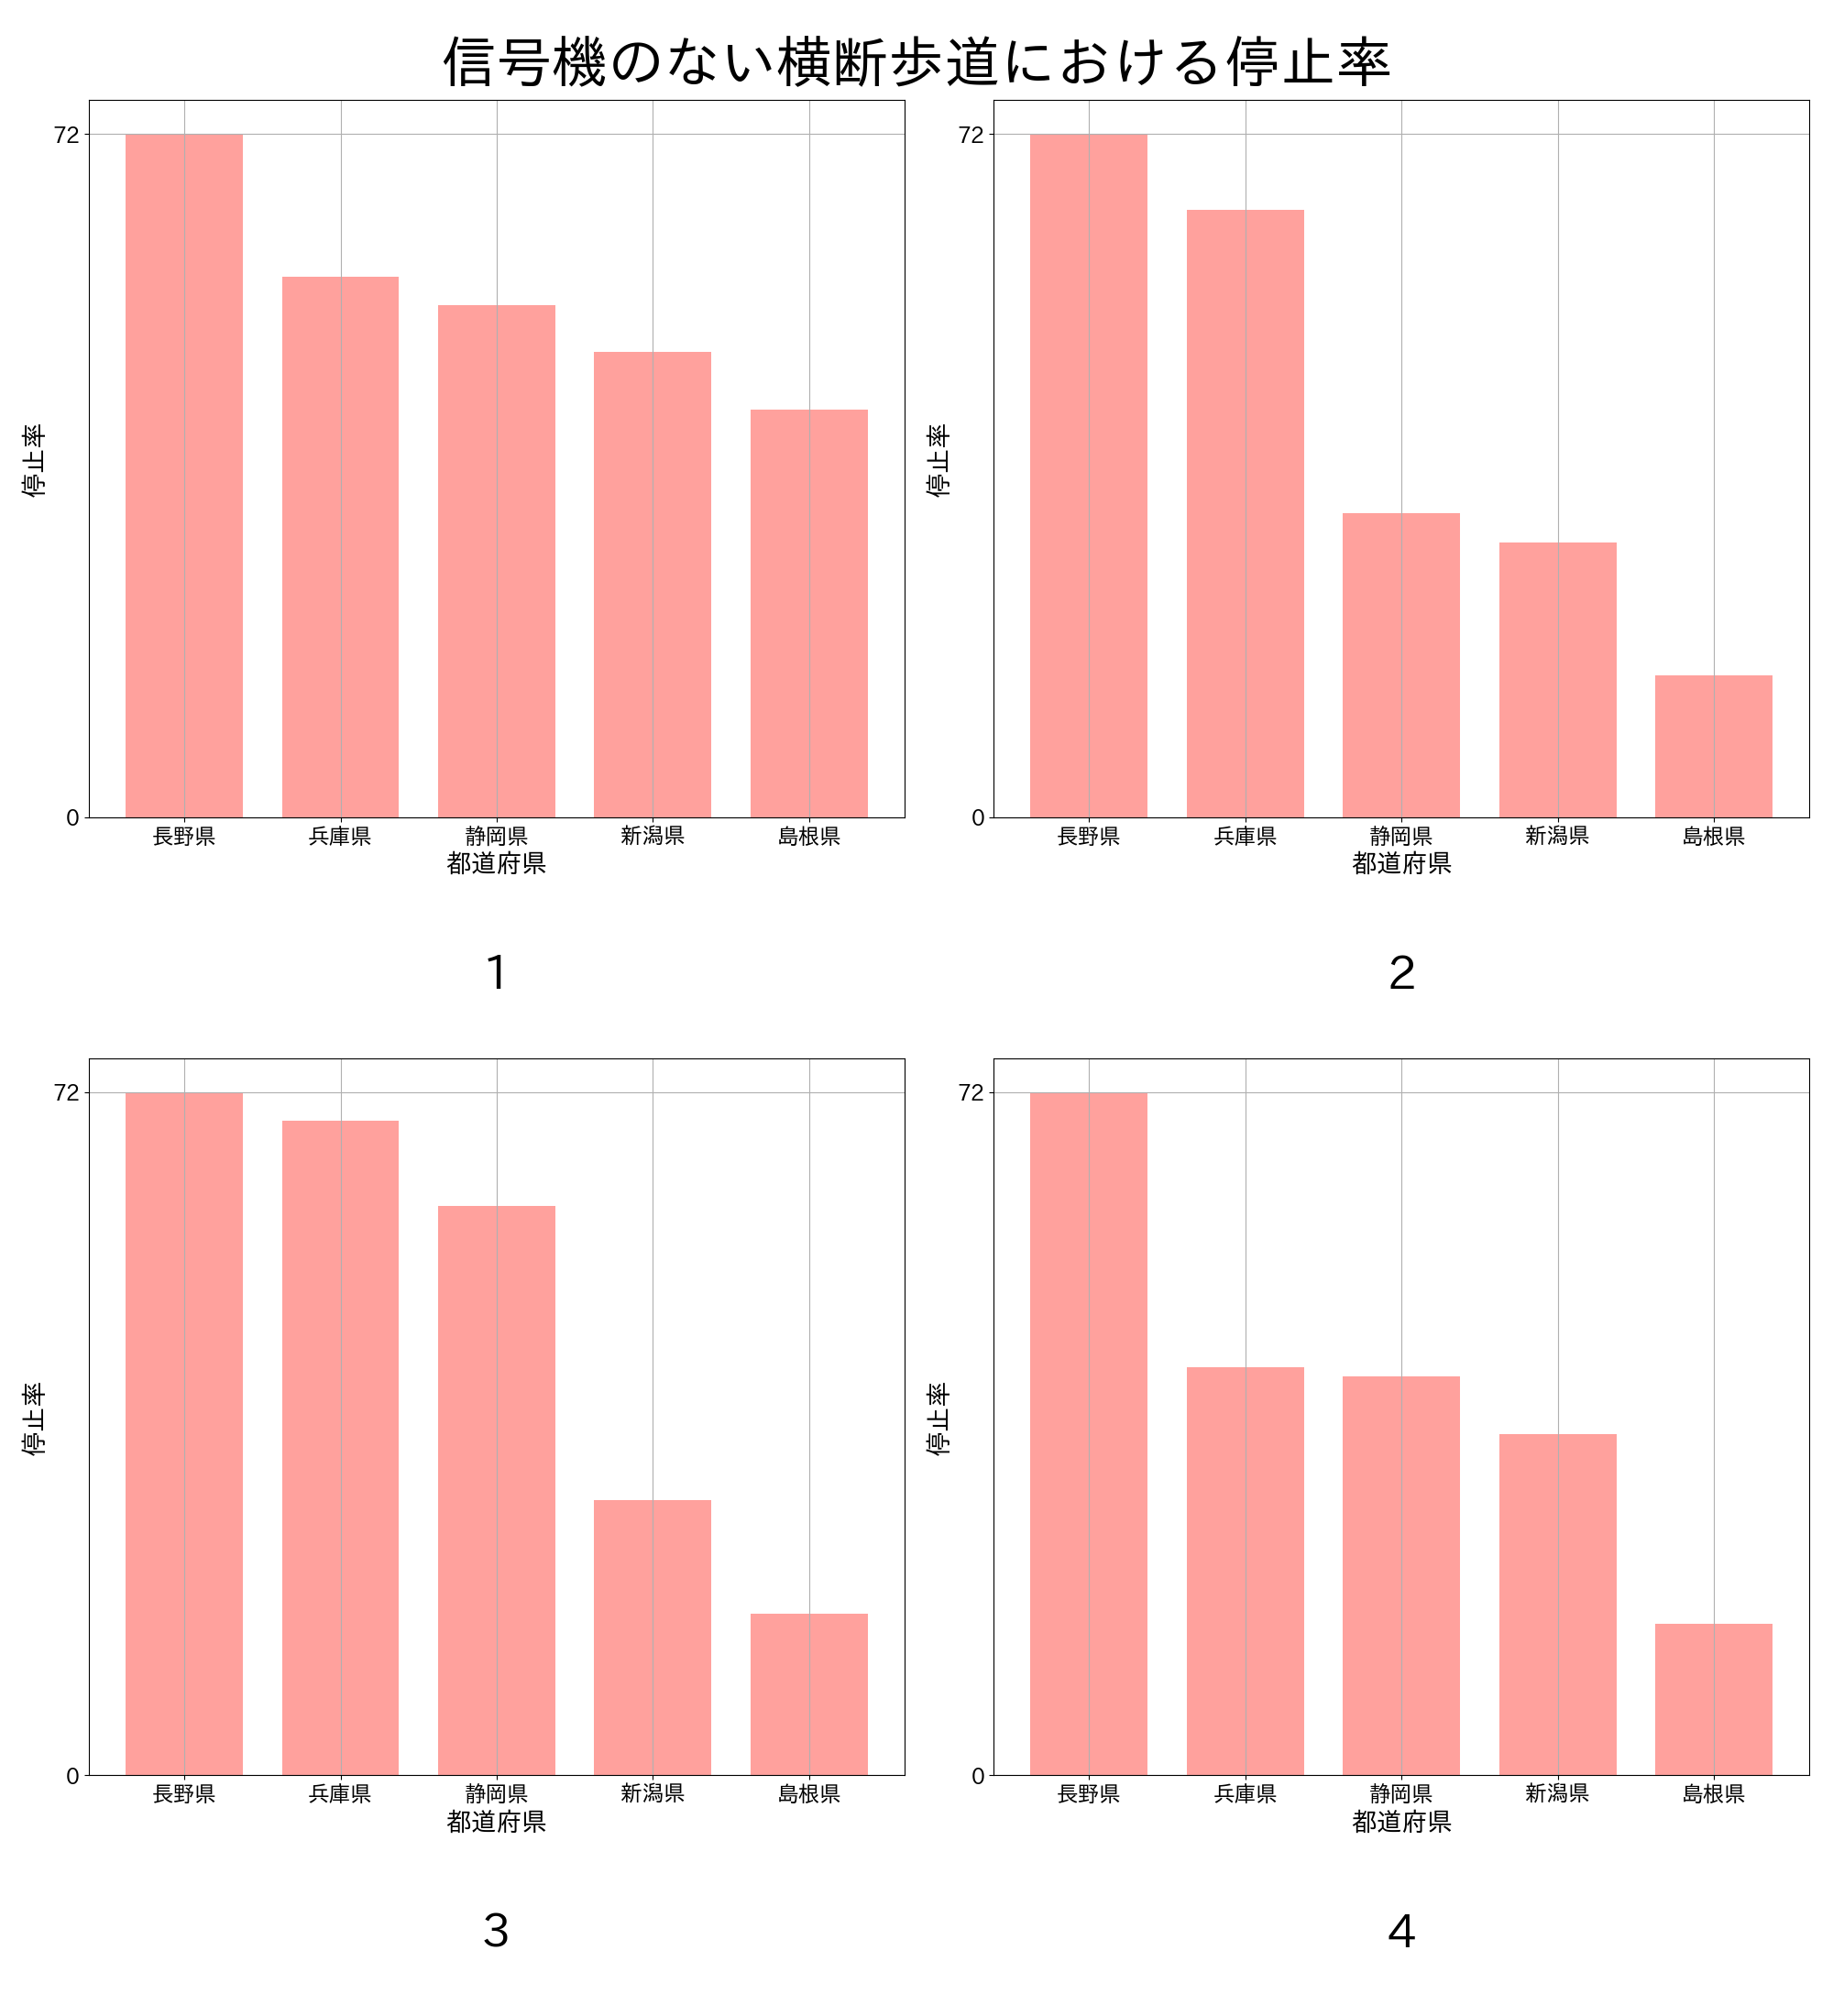 信号機のない横断歩道における停止率
72
0
停止率
長野県 兵庫県 静岡県 新潟県 島根県
都道府県
1
72
0
停止率
長野県 兵庫県 静岡県 新潟県 島根県
都道府県
2
72
0
停止率
長野県 兵庫県 静岡県 新潟県 島根県
都道府県
3
72
0
停止率
長野県 兵庫県 静岡県 新潟県 島根県
都道府県
4